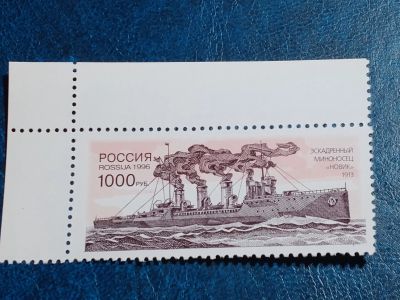 РОССИЯ
ROSSIJA 1996
1000 РУБ.
ЭСКАДРЕННЫЙ
МИНОНОСЕЦ
«НОВИК»
1913